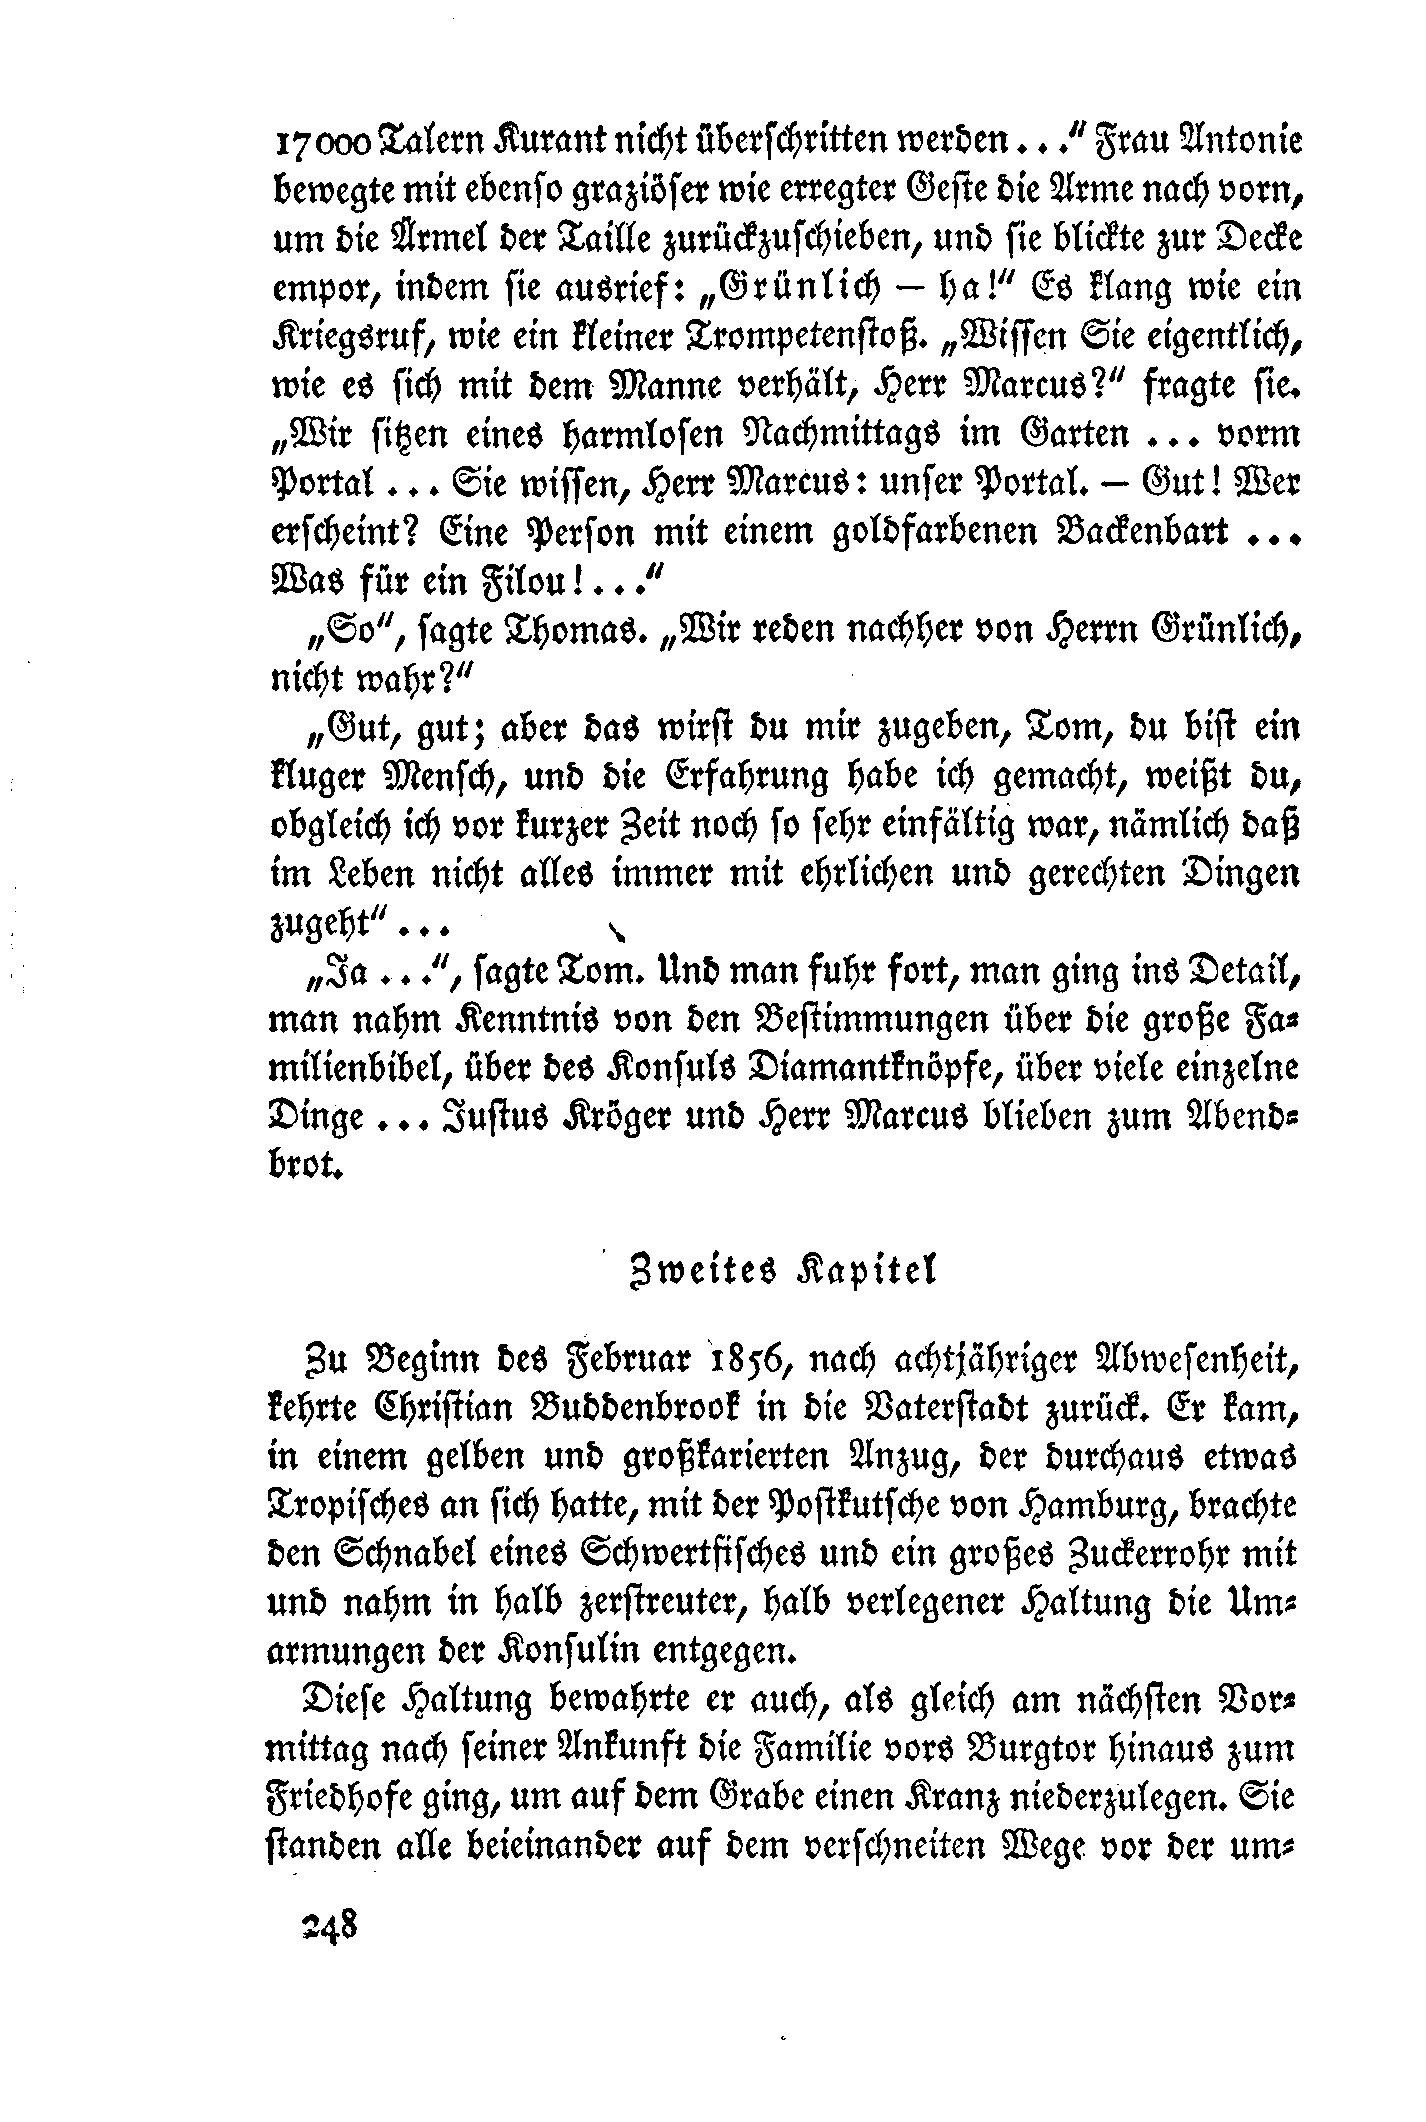 17000 Talern Kurant nicht überschritten werden . . .“ Frau Antonie
bewegte mit ebenso graziöser wie erregter Geste die Arme nach vorn,
um die Ärmel der Taille zurückzuschieben, und sie blickte zur Decke
empor, indem sie ausrief: „Grünlich – ha!“ Es klang wie ein
Kriegsruf, wie ein kleiner Trompetenstoß. „Wissen Sie eigentlich,
wie es sich mit dem Manne verhält, Herr Marcus?“ fragte sie.
„Wir sitzen eines harmlosen Nachmittags im Garten . . . vorm
Portal . . . Sie wissen, Herr Marcus: unser Portal. – Gut! Wer
erscheint? Eine Person mit einem goldfarbenen Backenbart . . .
Was für ein Filou! . . .“
„So“, sagte Thomas. „Wir reden nachher von Herrn Grünlich,
nicht wahr?“
„Gut, gut; aber das wirst du mir zugeben, Tom, du bist ein
kluger Mensch, und die Erfahrung habe ich gemacht, weißt du,
obgleich ich vor kurzer Zeit noch so sehr einfältig war, nämlich daß
im Leben nicht alles immer mit ehrlichen und gerechten Dingen
zugeht“ . . .
„Ja . . .“, sagte Tom. Und man fuhr fort, man ging ins Detail,
man nahm Kenntnis von den Bestimmungen über die große Fa-
milienbibel, über des Konsuls Diamantknöpfe, über viele einzelne
Dinge . . . Justus Kröger und Herr Marcus blieben zum Abend-
brot.
Zweites Kapitel
Zu Beginn des Februar 1856, nach achtjähriger Abwesenheit,
kehrte Christian Buddenbrook in die Vaterstadt zurück. Er kam,
in einem gelben und großkarierten Anzug, der durchaus etwas
Tropisches an sich hatte, mit der Postkutsche von Hamburg, brachte
den Schnabel eines Schwertfisches und ein großes Zuckerrohr mit
und nahm in halb zerstreuter, halb verlegener Haltung die Um-
armungen der Konsulin entgegen.
Diese Haltung bewahrte er auch, als gleich am nächsten Vor-
mittag nach seiner Ankunft die Familie vors Burgtor hinaus zum
Friedhofe ging, um auf dem Grabe einen Kranz niederzulegen. Sie
standen alle beieinander auf dem verschneiten Wege vor der um-
248